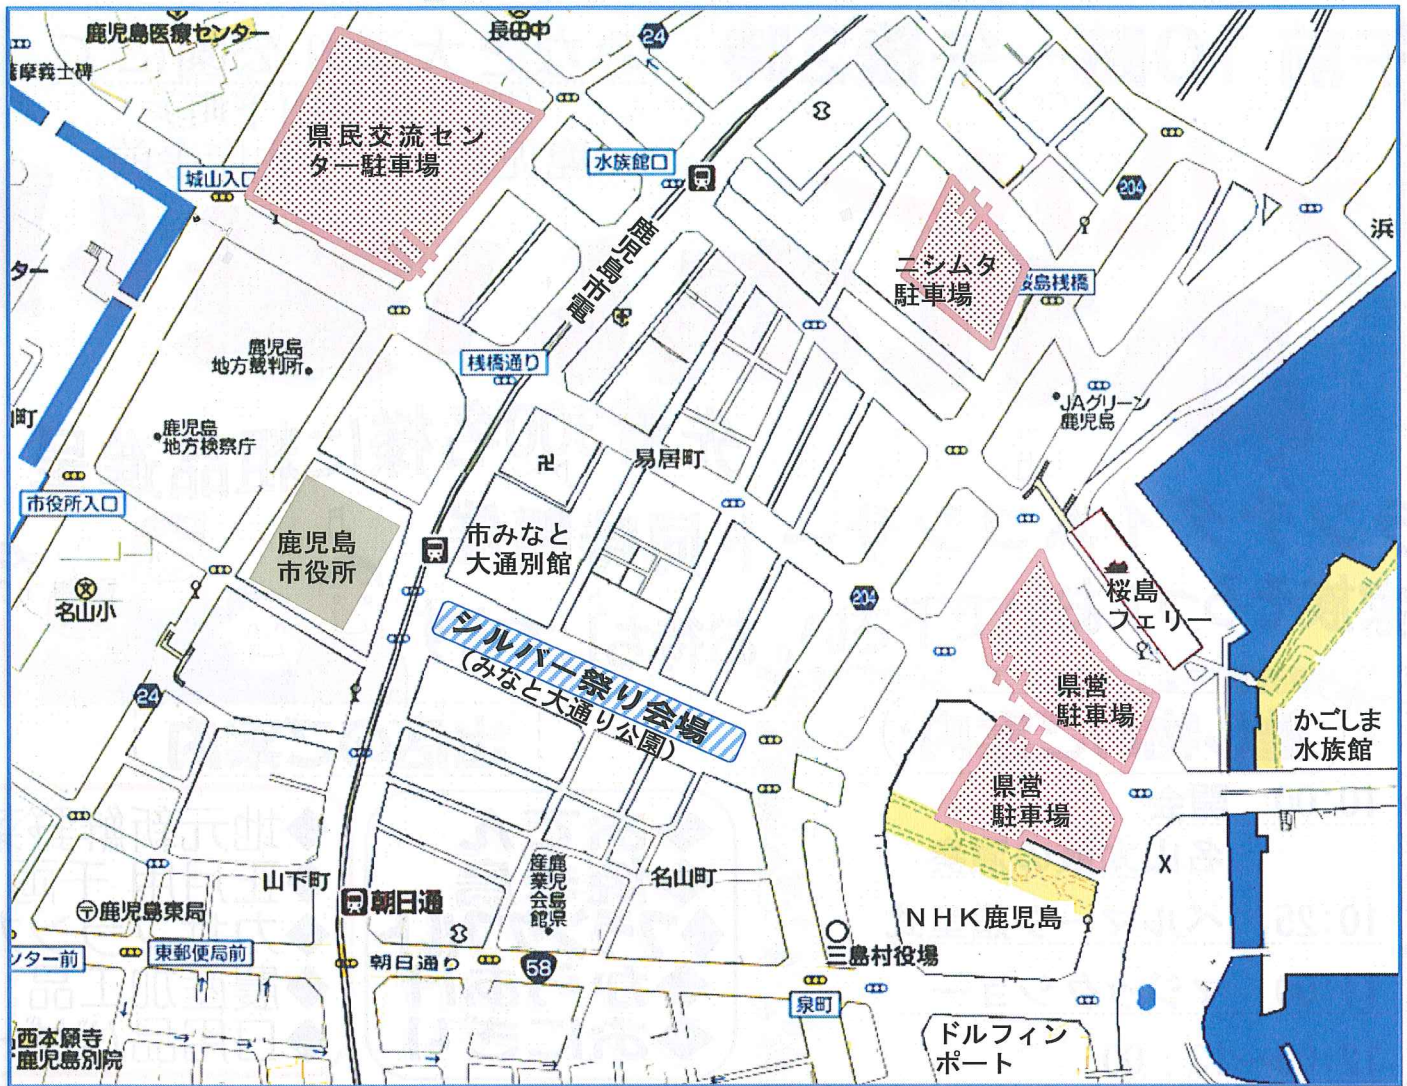 鹿児島医療センター
長田中
24
薩摩義士碑
県民交流セン
ター駐車場
水族館口
城山入口
204
浜
鹿児島市電
ニシムタ
駐車場
桜島桟橋
ター
鹿児島
地方裁判所
桟橋通り
JAグリーン
鹿児島
町
鹿児島
地方検察庁
卍
易居町
市役所入口
鹿児島
市役所
市みなと
大通別館
桜島
フェリー
204
名山小
シルバー祭り会場
(みなと大通り公園)
24
県営
駐車場
かごしま
水族館
県営
駐車場
山下町
鹿児島県
産業会館
名山町
X
〒鹿児島東局
朝日通
NHK鹿児島
ンター前
東郵便局前
朝日通り
58
三島村役場
泉町
西本願寺
鹿児島別院
ドルフィン
ポート